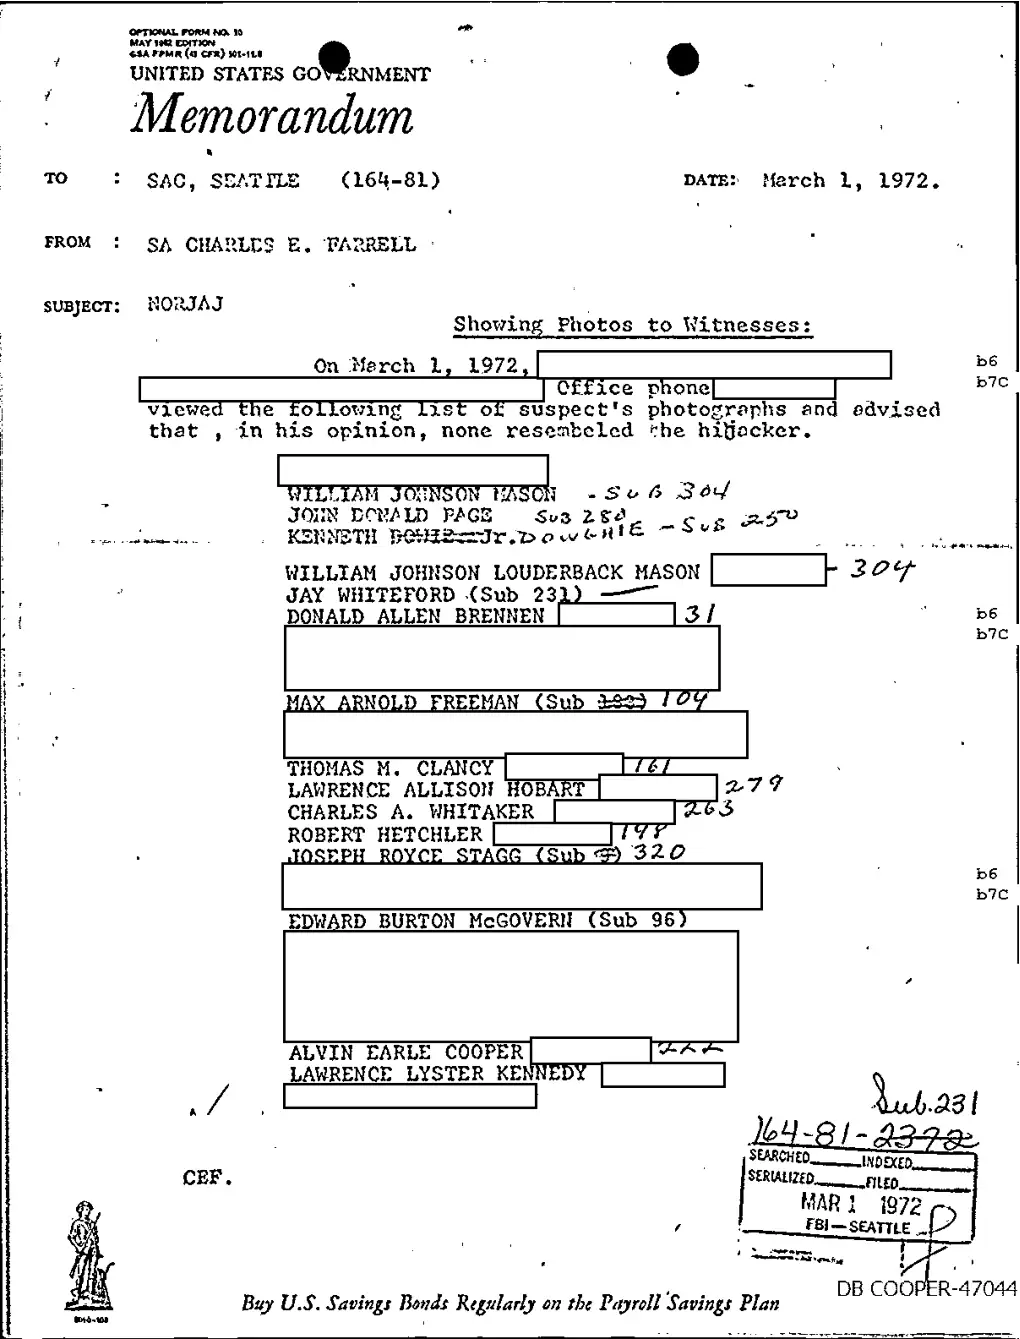 OPTIONAL FORM NO. 10
MAY 1962 EDITION
GSA FPMR (41 CFR) 101-11.6
UNITED STATES GOVERNMENT
Memorandum
TO : SAC, SEATTLE (164-81) DATE: March 1, 1972.
FROM : SA CHARLES E. FARRELL
SUBJECT: NORJAJ
Showing Photos to Witnesses:
On March 1, 1972,
b6
Office phone
b7C
viewed the following list of suspect's photographs and advised
that , in his opinion, none resembeled the hijacker.
WILLIAM JOHNSON MASON - Sub 304
JOHN DONALD PAGE Sub 280
KENNETH Jr. DOWGHIE - Sub 250
WILLIAM JOHNSON LOUDERBACK MASON - 304
JAY WHITEFORD (Sub 231)
DONALD ALLEN BRENNEN 31
b6
b7C
MAX ARNOLD FREEMAN (Sub 104
THOMAS M. CLANCY 161
LAWRENCE ALLISON HOBART 279
CHARLES A. WHITAKER 263
ROBERT HETCHLER 198
JOSEPH ROYCE STAGG (Sub ) 320
b6
b7C
EDWARD BURTON McGOVERN (Sub 96)
ALVIN EARLE COOPER 222
LAWRENCE LYSTER KENNEDY
Sub.231
164-81-2372
SEARCHED INDEXED
SERIALIZED FILED
MAR 1 1972
FBI—SEATTLE
CEF.
DB COOPER-47044
Buy U.S. Savings Bonds Regularly on the Payroll Savings Plan
5010-108